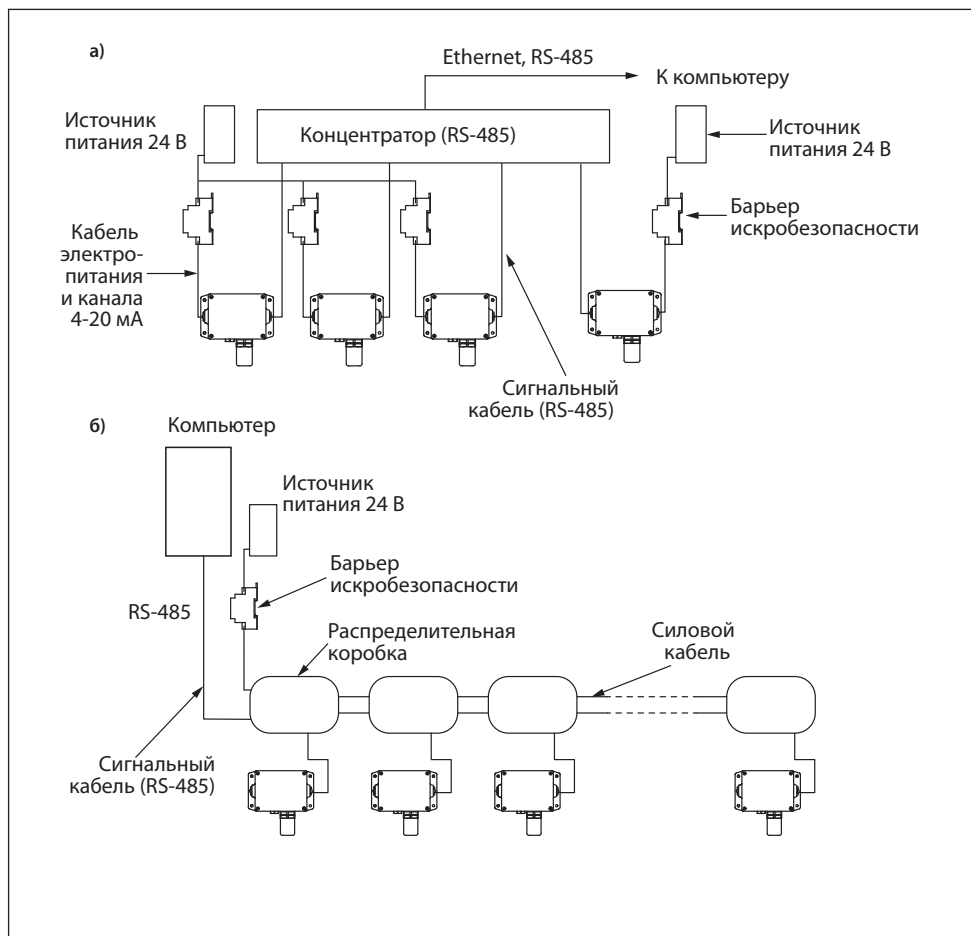 а)
Ethernet, RS-485
К компьютеру
Источник
питания 24 В
Концентратор (RS-485)
Источник
питания 24 В
Барьер
искробезопасности
Кабель
электро-
питания
и канала
4-20 мА
Сигнальный
кабель (RS-485)
б)
Компьютер
Источник
питания 24 В
Барьер
искробезопасности
RS-485
Распределительная
коробка
Силовой
кабель
Сигнальный
кабель (RS-485)